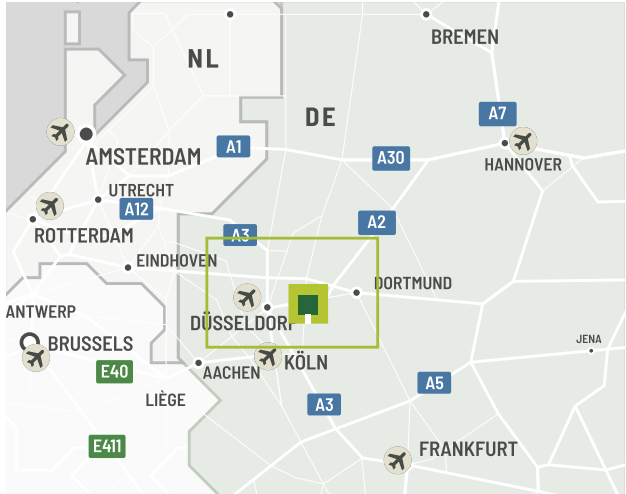 BREMEN
NL
A7
DE
AMSTERDAM
A1
A30
HANNOVER
UTRECHT
A12
ROTTERDAM
A3
A2
EINDHOVEN
DORTMUND
ANTWERP
DÜSSELDORF
BRUSSELS
JENA
KÖLN
AACHEN
E40
A5
LIÈGE
A3
E411
FRANKFURT